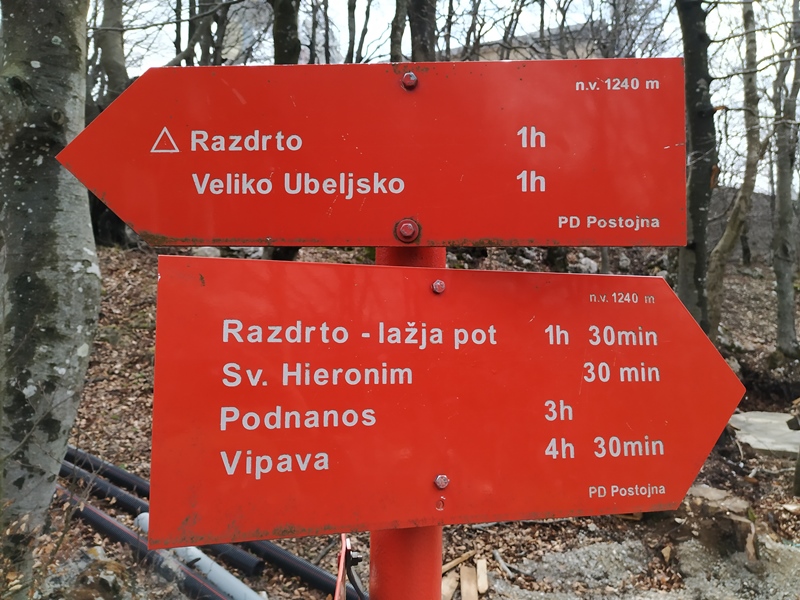 n.v. 1240 m
Razdrto 1h
Veliko Ubeljsko 1h
PD Postojna
n.v. 1240 m
Razdrto - lažja pot 1h 30min
Sv. Hieronim 30 min
Podnanos 3h
Vipava 4h 30min
PD Postojna